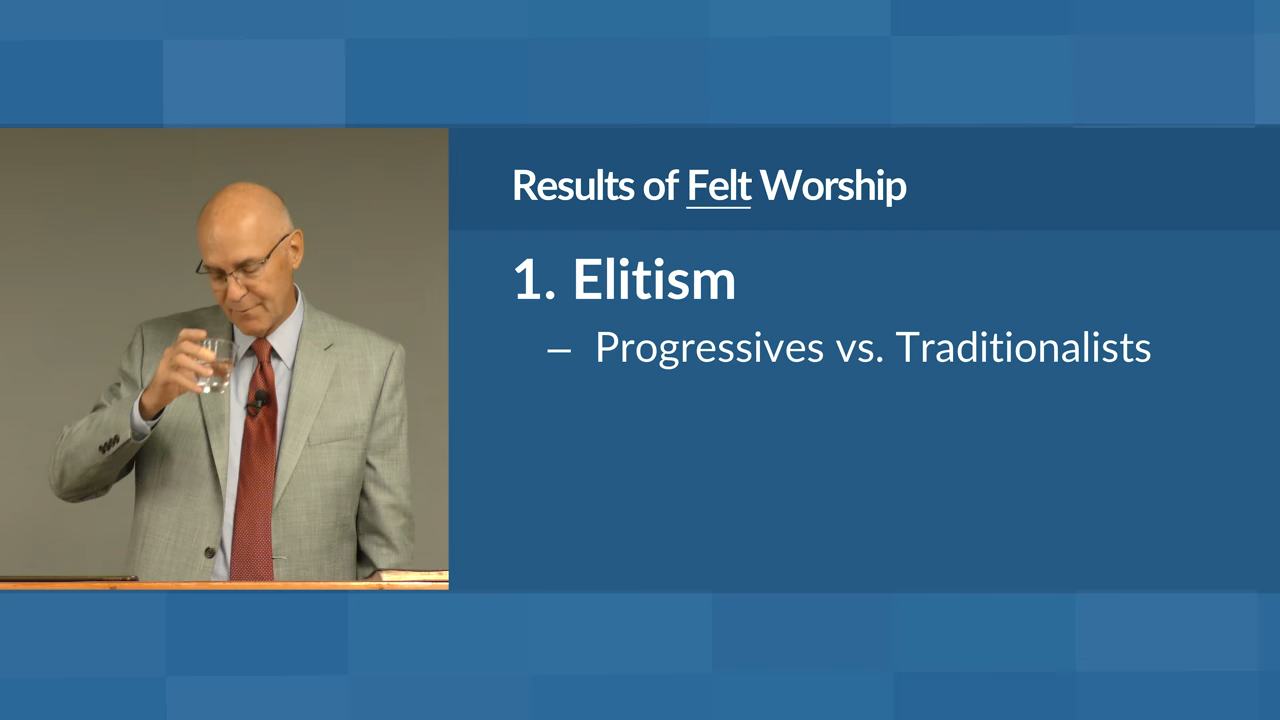 Results of Felt Worship
1. Elitism
– Progressives vs. Traditionalists